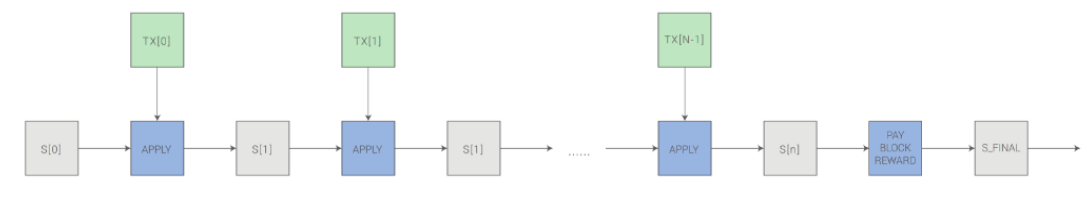 TX[0]
TX[1]
TX[N-1]
S[0]
APPLY
S[1]
APPLY
S[1]
......
APPLY
S[n]
PAY
BLOCK
REWARD
S_FINAL